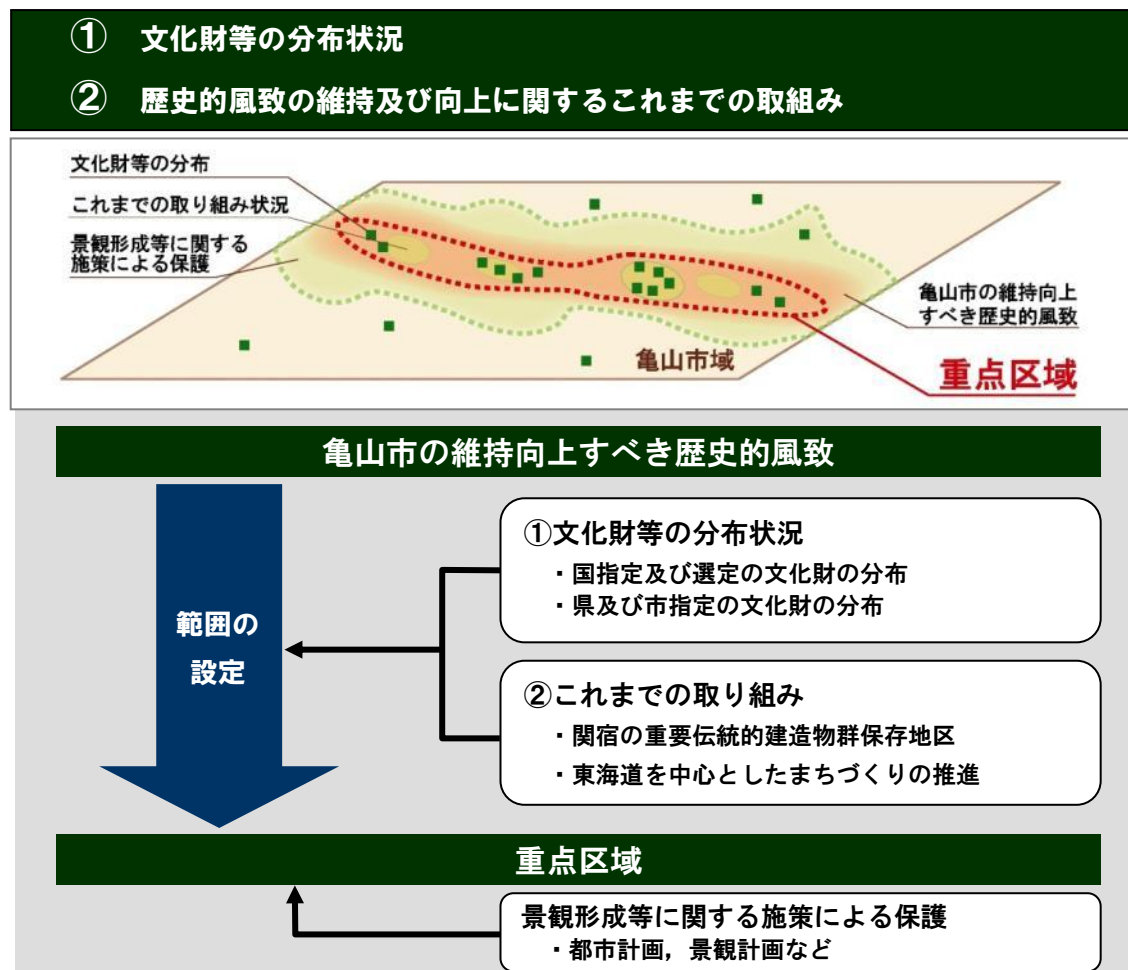 ① 文化財等の分布状況
② 歴史的風致の維持及び向上に関するこれまでの取組み
文化財等の分布
これまでの取り組み状況
景観形成等に関する
施策による保護
亀山市の維持向上
すべき歴史的風致
亀山市域
重点区域
亀山市の維持向上すべき歴史的風致
範囲の
設定
①文化財等の分布状況
・国指定及び選定の文化財の分布
・県及び市指定の文化財の分布
②これまでの取り組み
・関宿の重要伝統的建造物群保存地区
・東海道を中心としたまちづくりの推進
重点区域
景観形成等に関する施策による保護
・都市計画，景観計画など